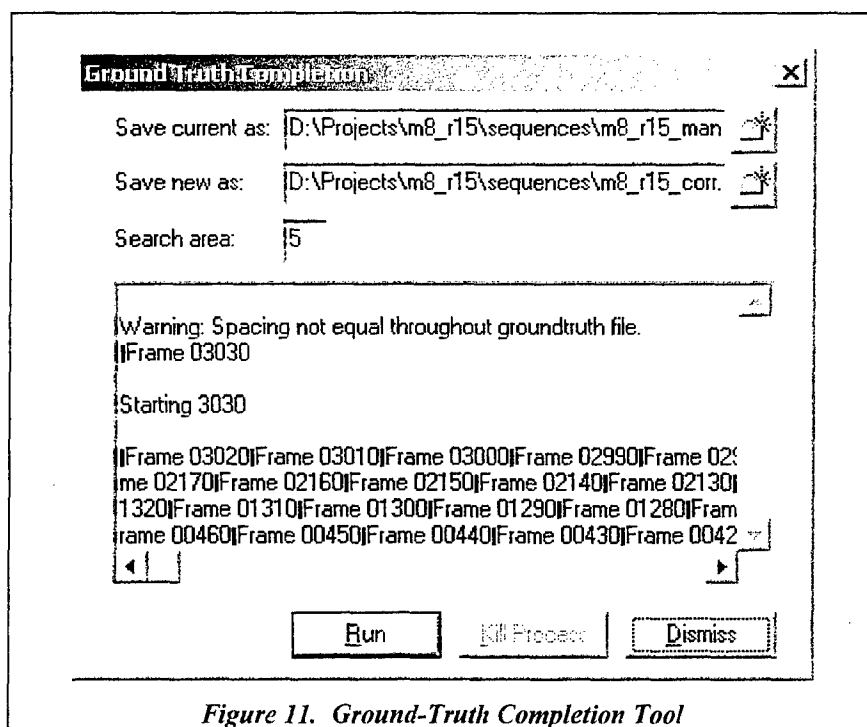 Ground Truth Completion
Save current as: D:\Projects\m8_r15\sequences\m8_r15_man
Save new as: D:\Projects\m8_r15\sequences\m8_r15_corr.
Search area: 5
Warning: Spacing not equal throughout groundtruth file.
|Frame 03030
Starting 3030
|Frame 03020|Frame 03010|Frame 03000|Frame 02990|Frame 029
me 02170|Frame 02160|Frame 02150|Frame 02140|Frame 02130|
1320|Frame 01310|Frame 01300|Frame 01290|Frame 01280|Fram
rame 00460|Frame 00450|Frame 00440|Frame 00430|Frame 0042
Run Kill Process Dismiss
Figure 11. Ground-Truth Completion Tool